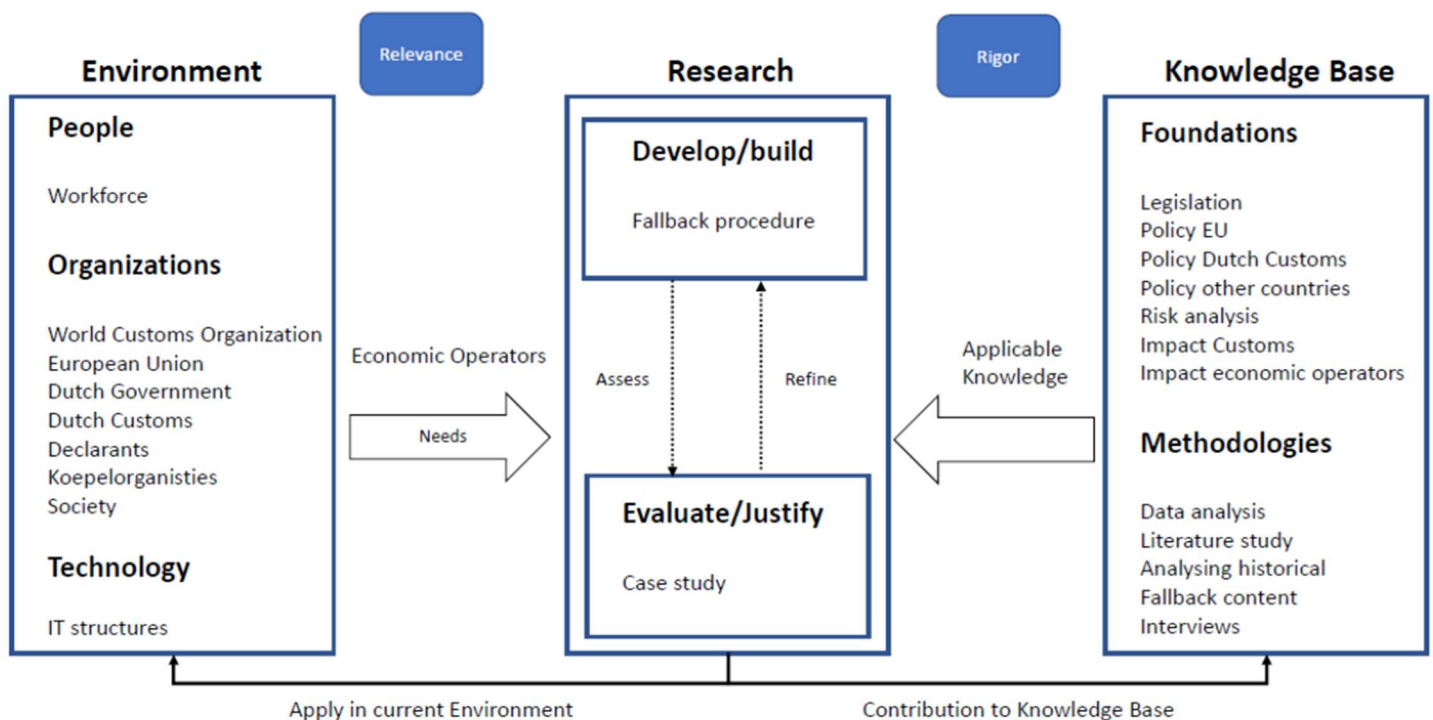 Relevance
Rigor
Environment
Research
Knowledge Base
People
Workforce
Organizations
World Customs Organization
European Union
Dutch Government
Dutch Customs
Declarants
Koepelorganisties
Society
Technology
IT structures
Economic Operators
Needs
Develop/build
Fallback procedure
Assess
Refine
Evaluate/Justify
Case study
Applicable
Knowledge
Foundations
Legislation
Policy EU
Policy Dutch Customs
Policy other countries
Risk analysis
Impact Customs
Impact economic operators
Methodologies
Data analysis
Literature study
Analysing historical
Fallback content
Interviews
Apply in current Environment
Contribution to Knowledge Base